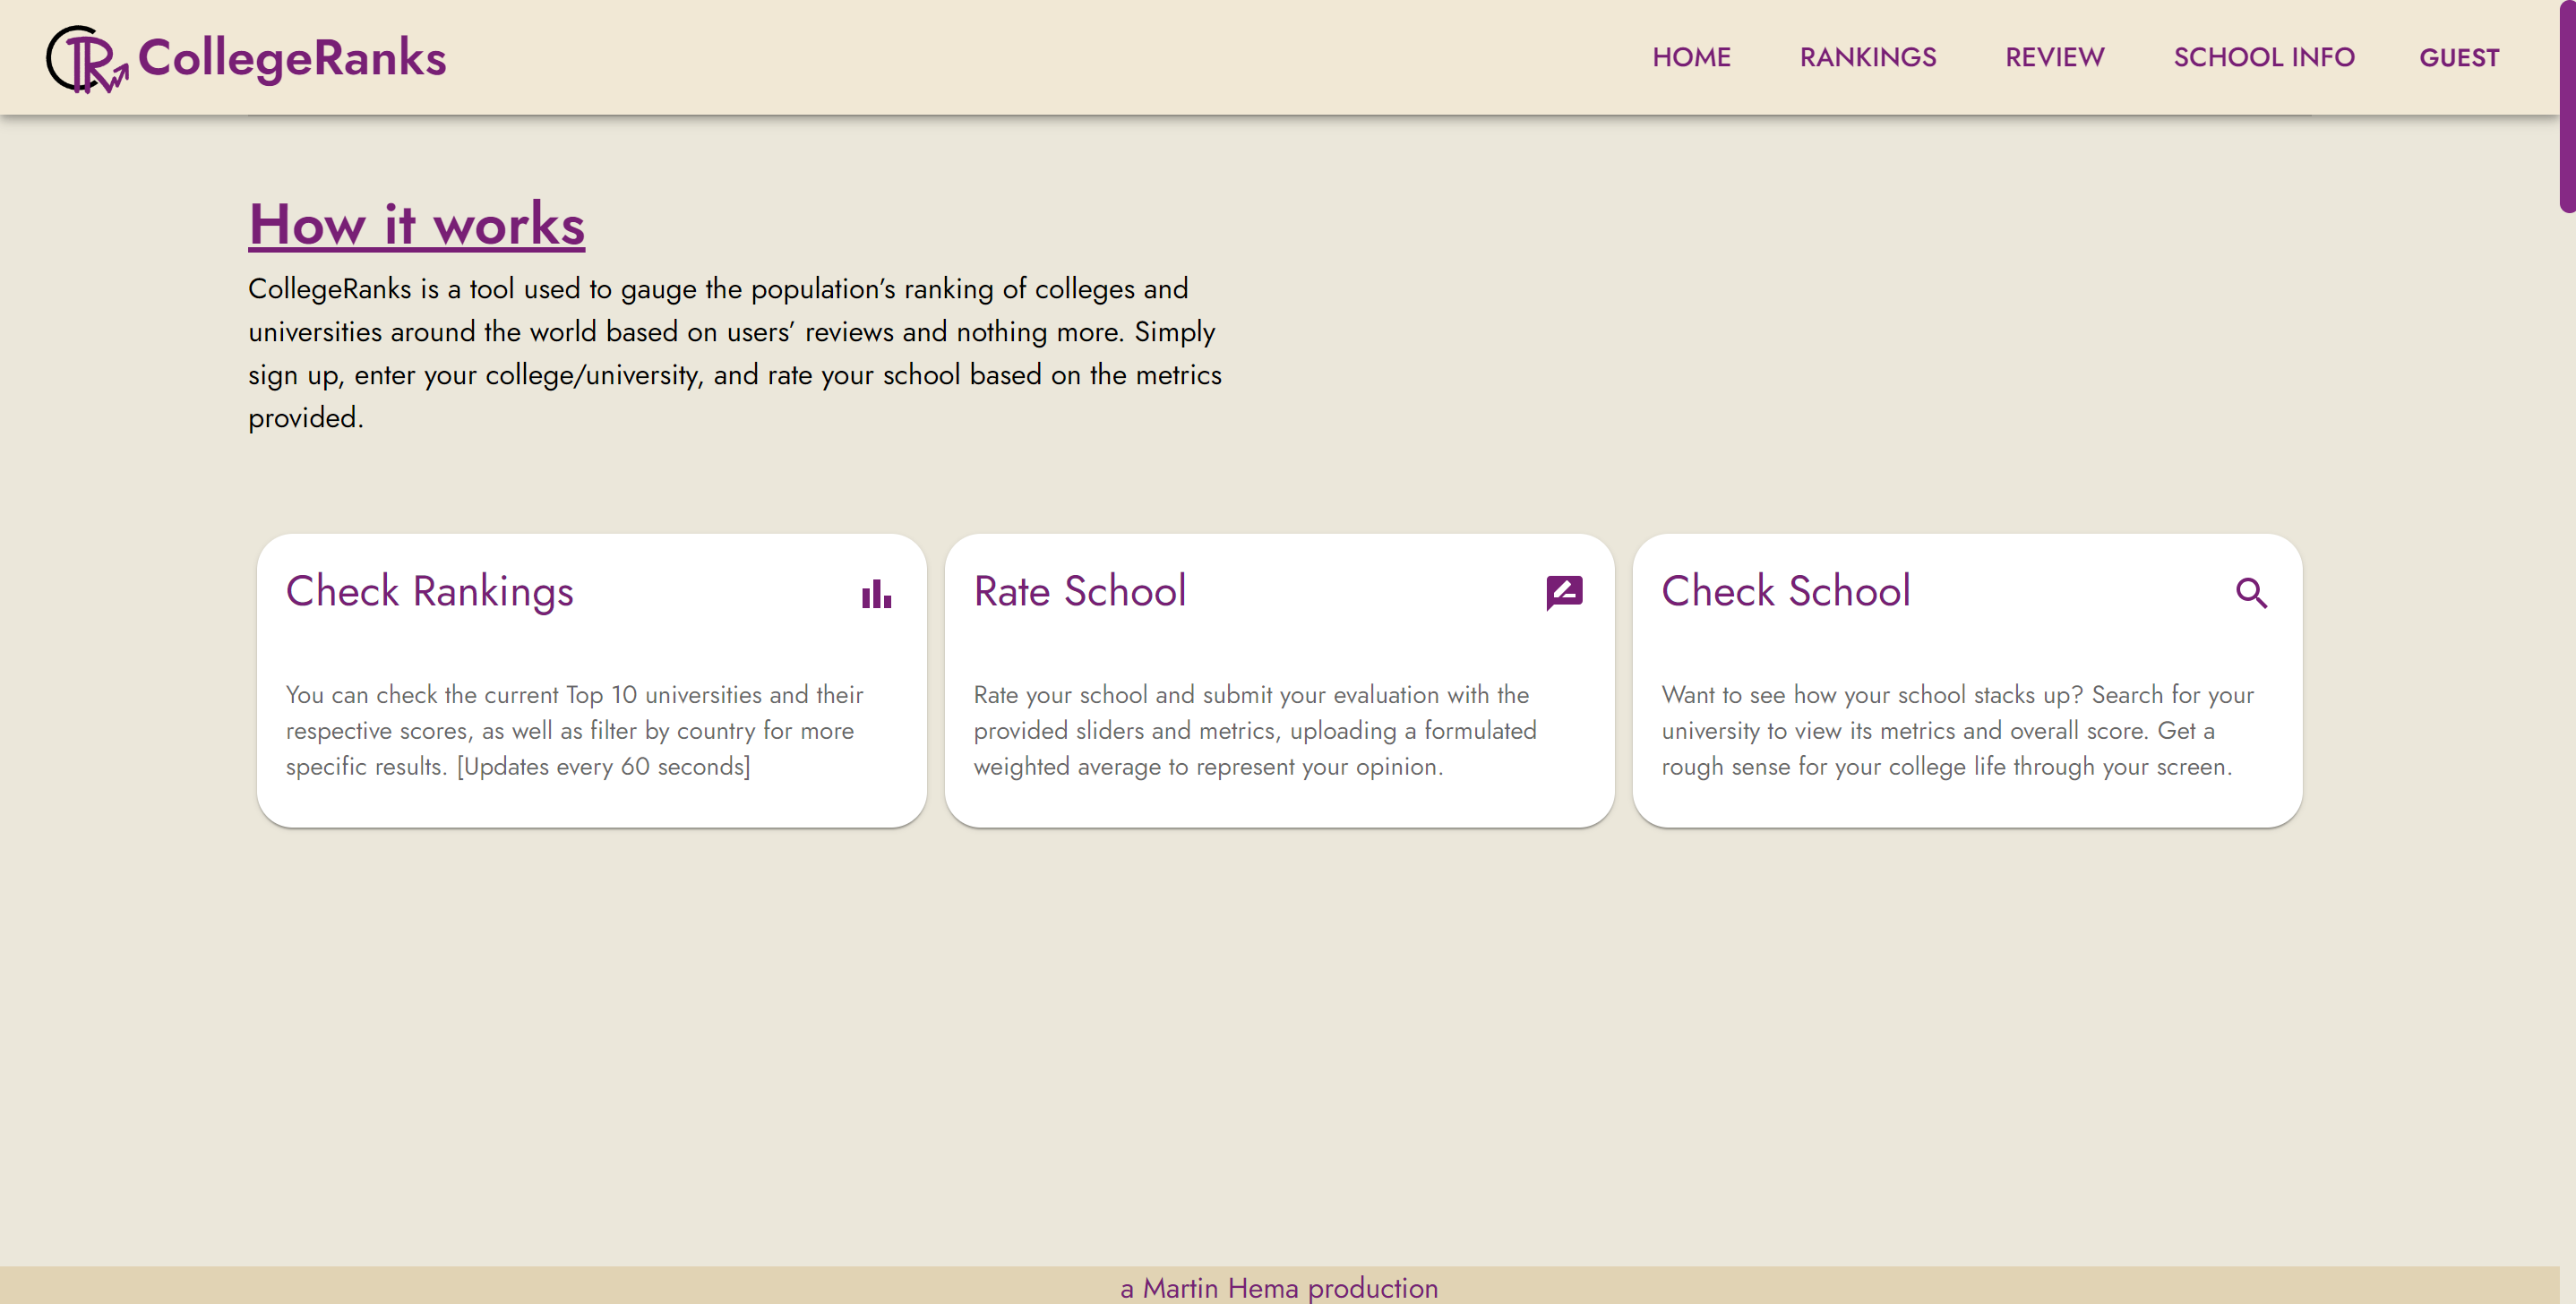 CR CollegeRanks
HOME RANKINGS REVIEW SCHOOL INFO GUEST
How it works
CollegeRanks is a tool used to gauge the population’s ranking of colleges and
universities around the world based on users’ reviews and nothing more. Simply
sign up, enter your college/university, and rate your school based on the metrics
provided.
Check Rankings
You can check the current Top 10 universities and their
respective scores, as well as filter by country for more
specific results. [Updates every 60 seconds]
Rate School
Rate your school and submit your evaluation with the
provided sliders and metrics, uploading a formulated
weighted average to represent your opinion.
Check School
Want to see how your school stacks up? Search for your
university to view its metrics and overall score. Get a
rough sense for your college life through your screen.
a Martin Hema production